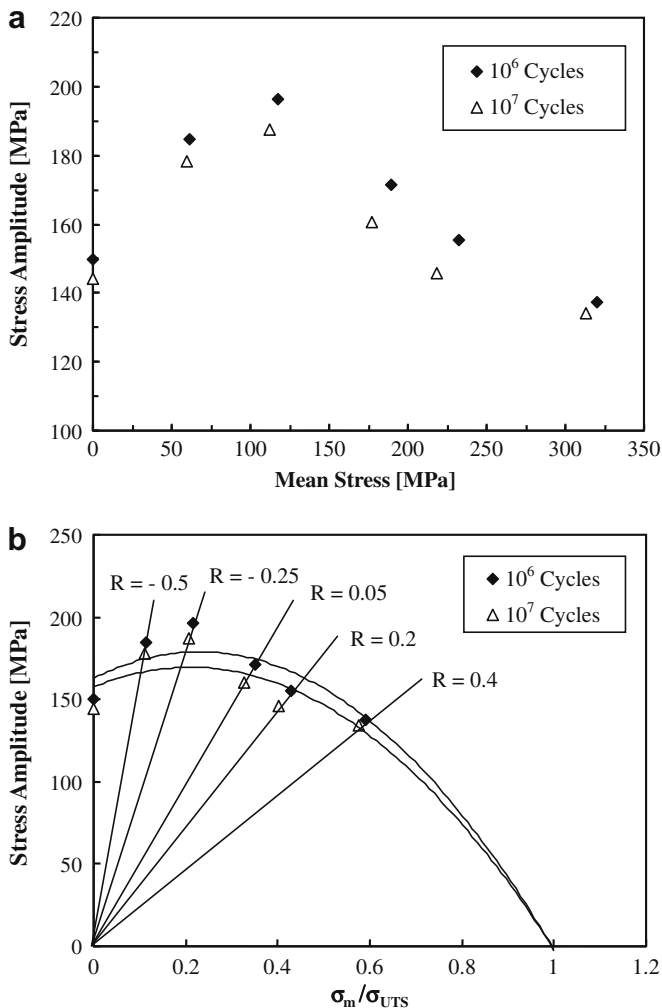 a
220
200
180
160
140
120
100
Stress Amplitude [MPa]
10⁶ Cycles
10⁷ Cycles
0 50 100 150 200 250 300 350
Mean Stress [MPa]
b
250
200
150
100
50
0
Stress Amplitude [MPa]
R = - 0.5
R = - 0.25
R = 0.05
R = 0.2
R = 0.4
10⁶ Cycles
10⁷ Cycles
0 0.2 0.4 0.6 0.8 1 1.2
σm/σUTS